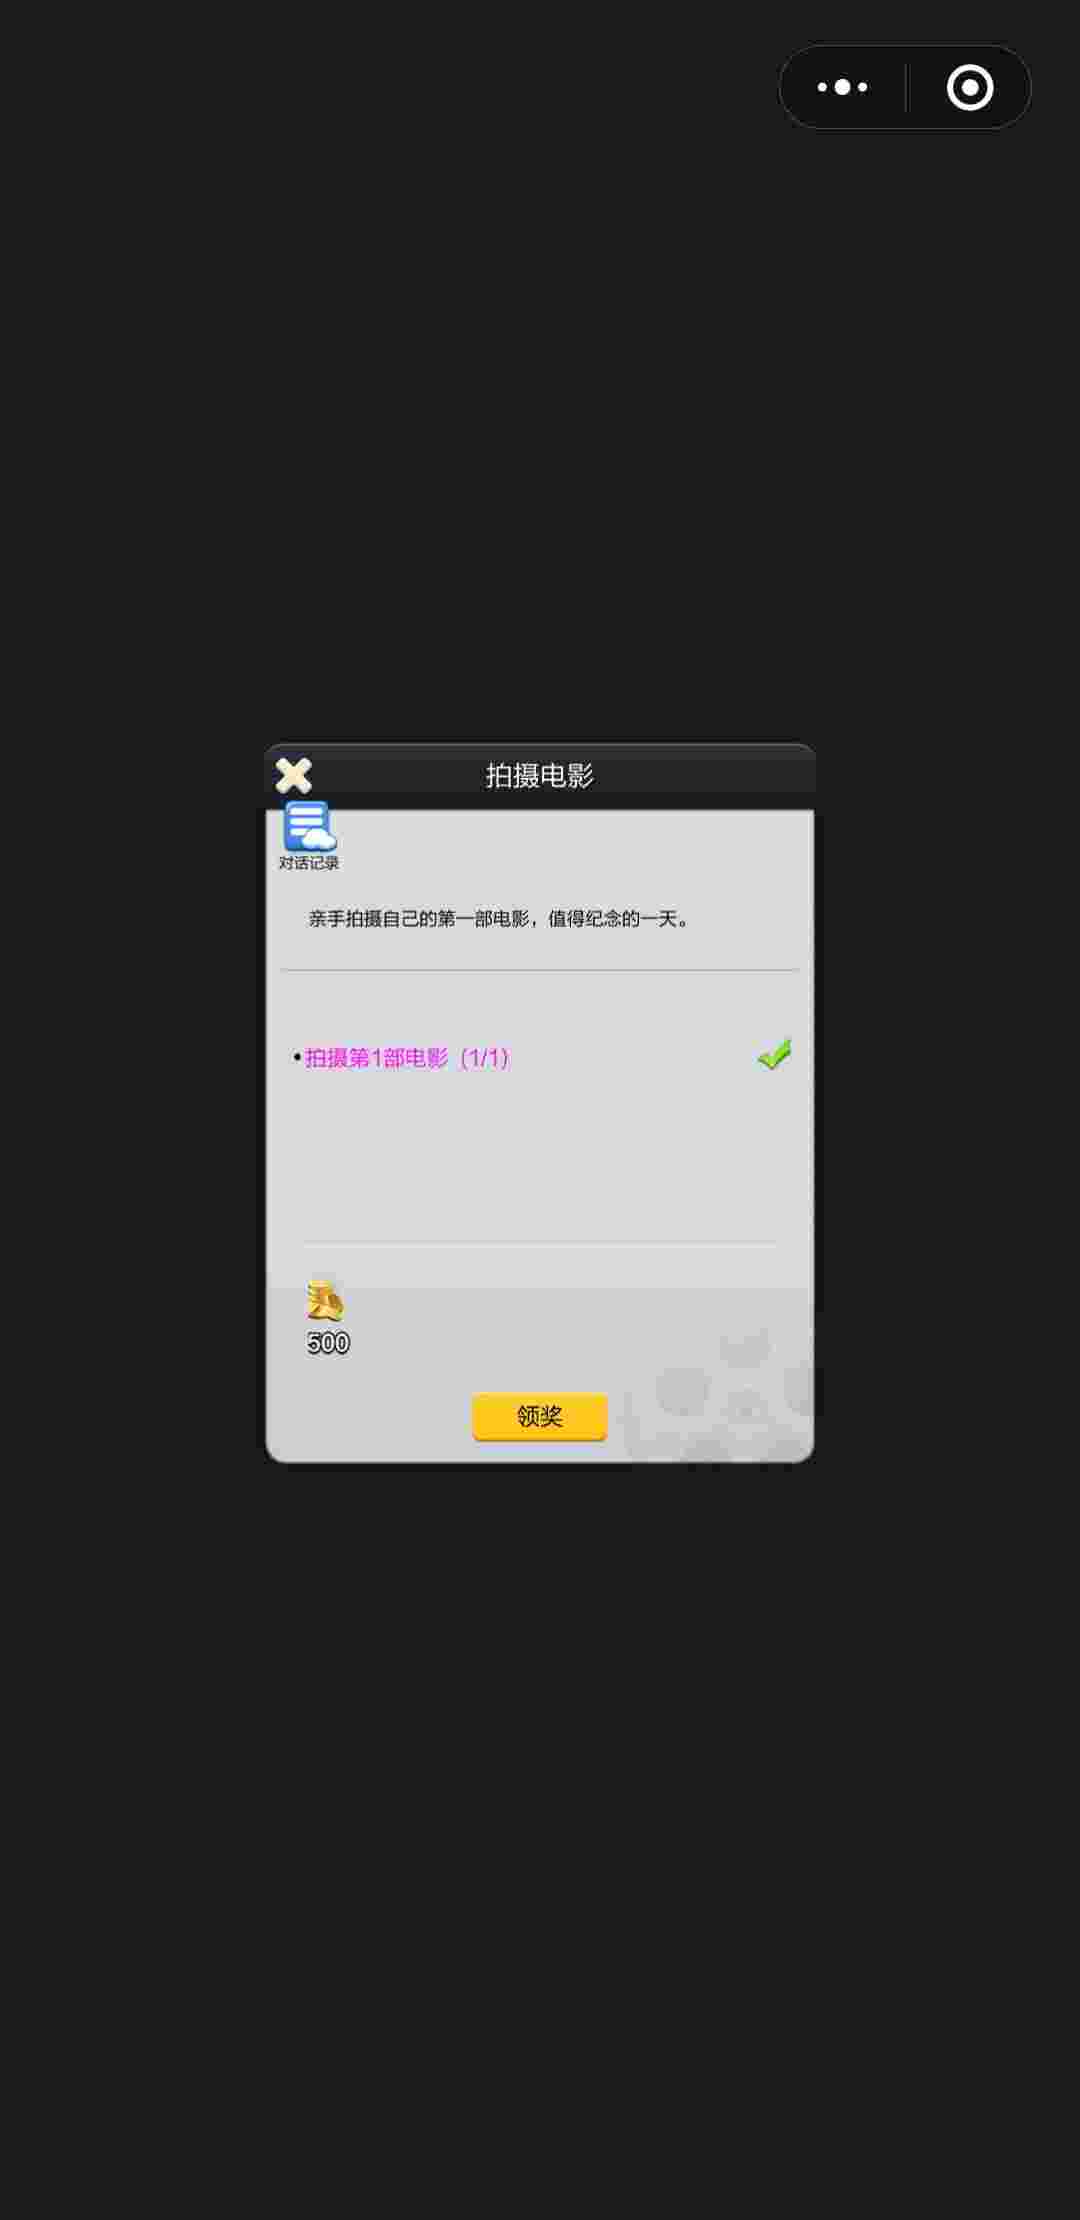 拍摄电影
对话记录
亲手拍摄自己的第一部电影，值得纪念的一天。
•拍摄第1部电影 (1/1)
500
领奖